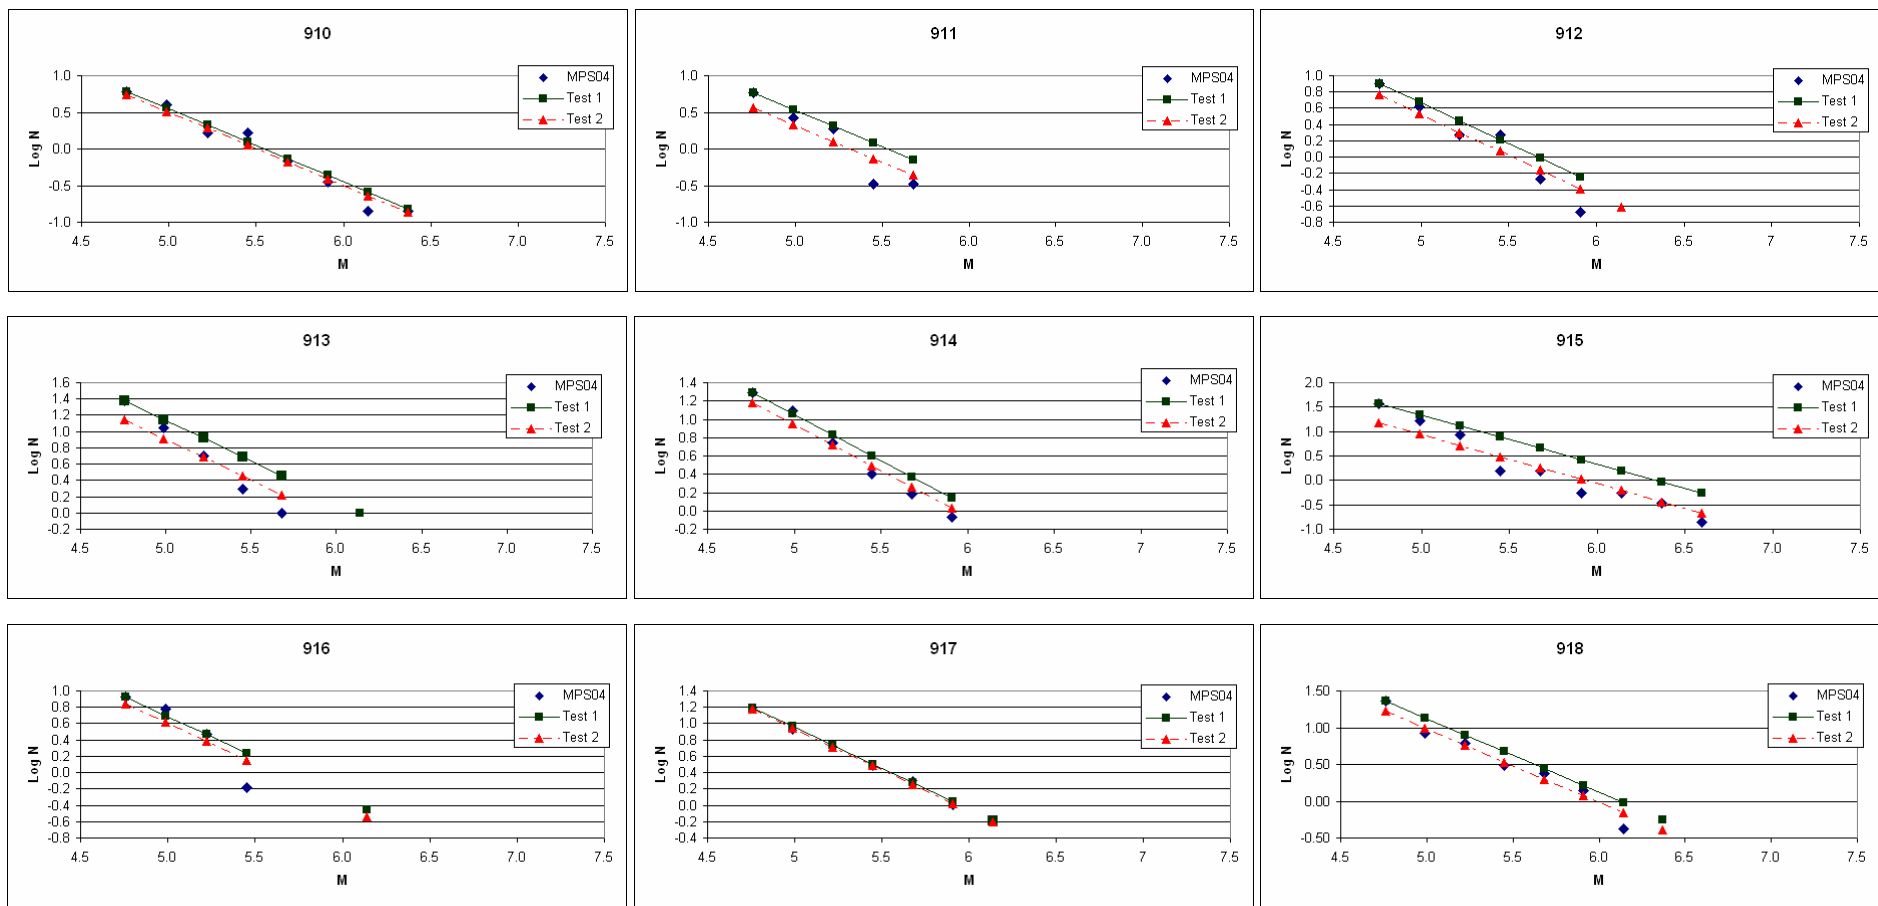 910
1.0
0.5
0.0
-0.5
-1.0
Log N
4.5 5.0 5.5 6.0 6.5 7.0 7.5
M
MPS04
Test 1
Test 2
911
1.0
0.5
0.0
-0.5
-1.0
Log N
4.5 5.0 5.5 6.0 6.5 7.0 7.5
M
MPS04
Test 1
Test 2
912
1.0
0.8
0.6
0.4
0.2
0.0
-0.2
-0.4
-0.6
-0.8
Log N
4.5 5 5.5 6 6.5 7 7.5
M
MPS04
Test 1
Test 2
913
1.6
1.4
1.2
1.0
0.8
0.6
0.4
0.2
0.0
-0.2
Log N
4.5 5.0 5.5 6.0 6.5 7.0 7.5
M
MPS04
Test 1
Test 2
914
1.4
1.2
1.0
0.8
0.6
0.4
0.2
0.0
-0.2
Log N
4.5 5 5.5 6.0 6.5 7 7.5
M
MPS04
Test 1
Test 2
915
2.0
1.5
1.0
0.5
0.0
-0.5
-1.0
Log N
4.5 5.0 5.5 6.0 6.5 7.0 7.5
M
MPS04
Test 1
Test 2
916
1.0
0.8
0.6
0.4
0.2
0.0
-0.2
-0.4
-0.6
-0.8
Log N
4.5 5.0 5.5 6.0 6.5 7.0 7.5
M
MPS04
Test 1
Test 2
917
1.4
1.2
1.0
0.8
0.6
0.4
0.2
0.0
-0.2
-0.4
Log N
4.5 5 5.5 6.0 6.5 7 7.5
M
MPS04
Test 1
Test 2
918
1.50
1.00
0.50
0.00
-0.50
Log N
4.5 5.0 5.5 6.0 6.5 7.0 7.5
M
MPS04
Test 1
Test 2